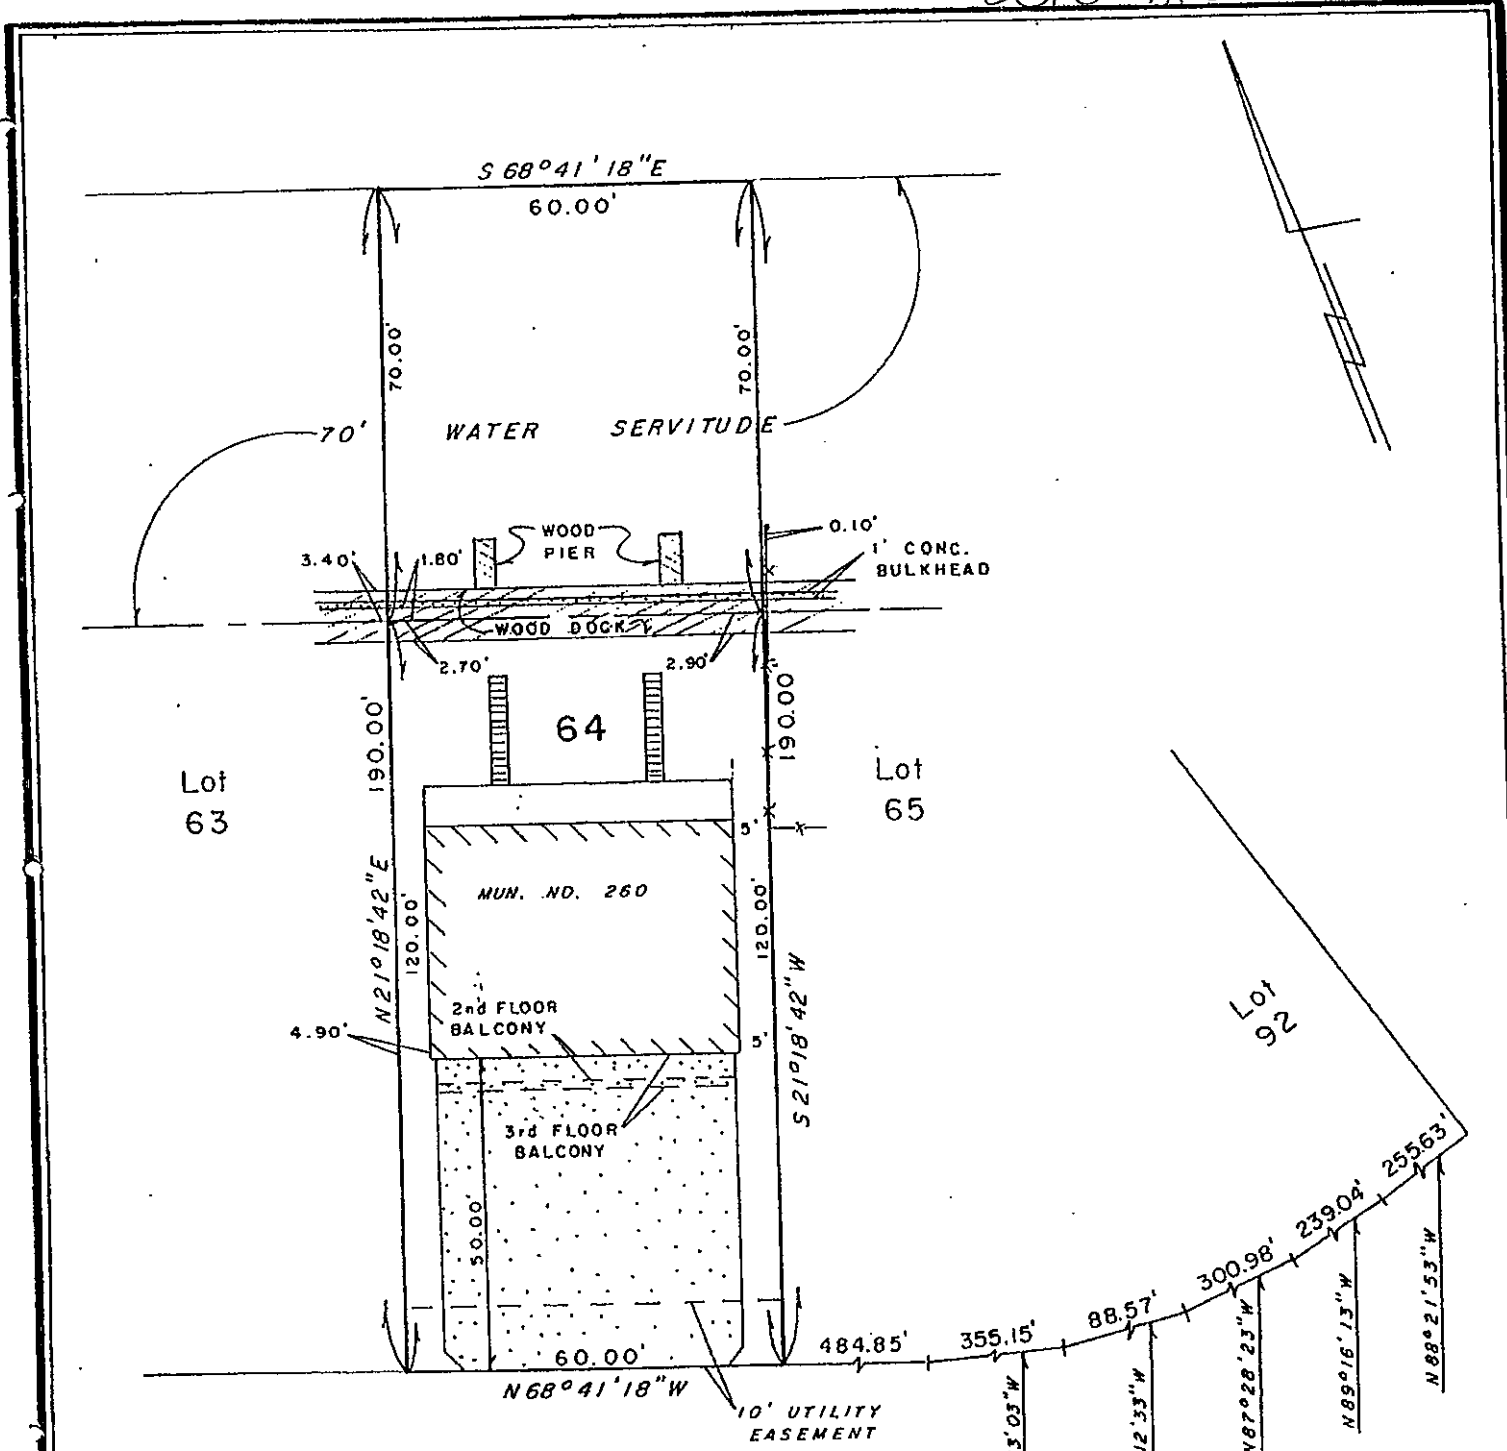 S 68°41'18"E
60.00'
70.00'
70.00'
70' WATER SERVITUDE
WOOD
PIER
0.10'
1' CONC.
BULKHEAD
3.40'
1.80'
WOOD DOCK
2.70'
2.90'
64
190.00'
190.00'
Lot
63
Lot
65
5'
MUN. NO. 260
N21°18'42"E
120.00'
120.00'
S21°18'42"W
2nd FLOOR
BALCONY
4.90'
5'
3rd FLOOR
BALCONY
50.00'
Lot
92
255.63'
239.04'
300.98'
88.57'
355.15'
484.85'
60.00'
N68°41'18"W
10' UTILITY
EASEMENT
3'03"W
12'33"W
N87°28'23"W
N89°16'13"W
N88°21'53"W